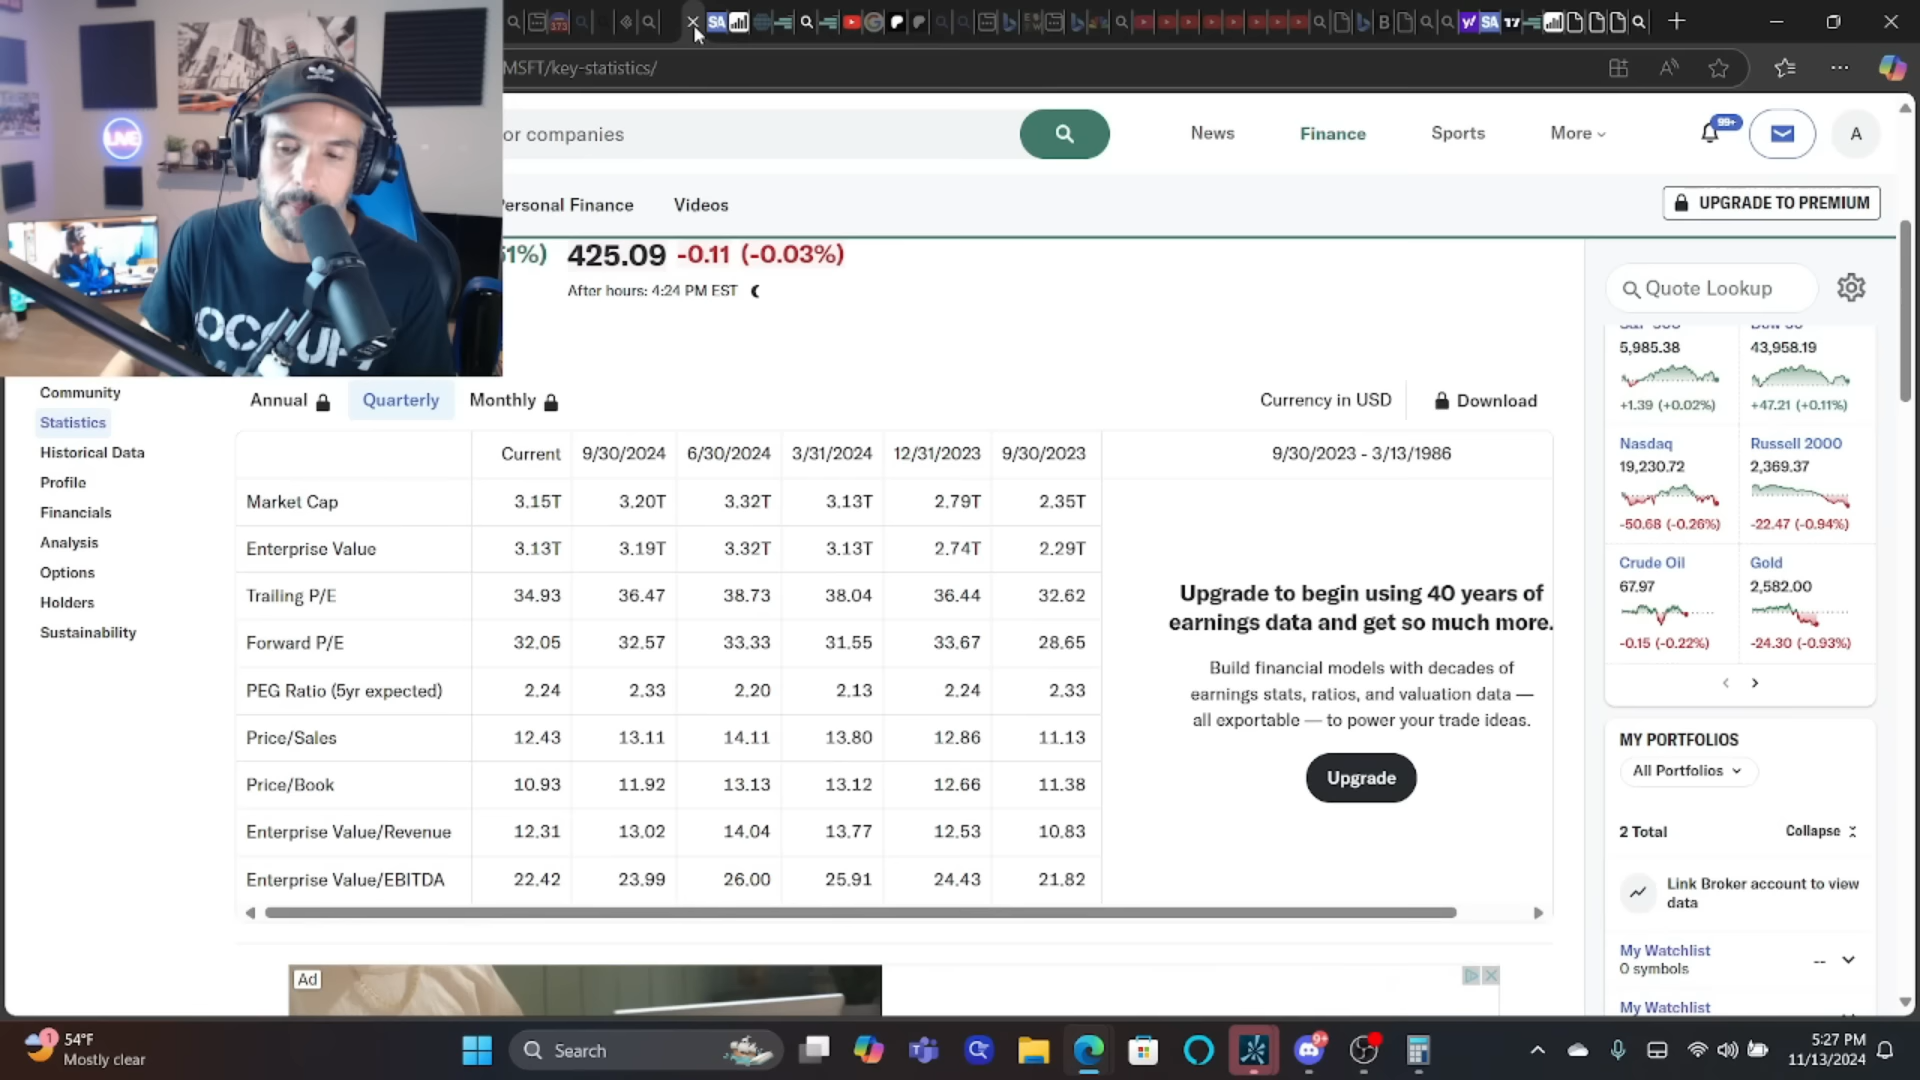 373
SA
B
y!
SA
17
MSFT/key-statistics/
LIVE
or companies
News
Finance
Sports
More
99+
A
ersonal Finance
Videos
UPGRADE TO PREMIUM
51%)
425.09 -0.11 (-0.03%)
After hours: 4:24 PM EST
Quote Lookup
5,985.38
43,958.19
+1.39 (+0.02%)
+47.21 (+0.11%)
Community
Statistics
Historical Data
Profile
Financials
Analysis
Options
Holders
Sustainability
Annual
Quarterly
Monthly
Currency in USD
Download
Current 9/30/2024 6/30/2024 3/31/2024 12/31/2023 9/30/2023 9/30/2023 - 3/13/1986
Market Cap 3.15T 3.20T 3.32T 3.13T 2.79T 2.35T
Enterprise Value 3.13T 3.19T 3.32T 3.13T 2.74T 2.29T
Trailing P/E 34.93 36.47 38.73 38.04 36.44 32.62
Forward P/E 32.05 32.57 33.33 31.55 33.67 28.65
PEG Ratio (5yr expected) 2.24 2.33 2.20 2.13 2.24 2.33
Price/Sales 12.43 13.11 14.11 13.80 12.86 11.13
Price/Book 10.93 11.92 13.13 13.12 12.66 11.38
Enterprise Value/Revenue 12.31 13.02 14.04 13.77 12.53 10.83
Enterprise Value/EBITDA 22.42 23.99 26.00 25.91 24.43 21.82
Upgrade to begin using 40 years of
earnings data and get so much more.
Build financial models with decades of
earnings stats, ratios, and valuation data —
all exportable — to power your trade ideas.
Upgrade
Nasdaq
Russell 2000
19,230.72
2,369.37
-50.68 (-0.26%)
-22.47 (-0.94%)
Crude Oil
Gold
67.97
2,582.00
-0.15 (-0.22%)
-24.30 (-0.93%)
MY PORTFOLIOS
All Portfolios
2 Total
Collapse
Link Broker account to view
data
My Watchlist
0 symbols
--
My Watchlist
Ad
1
54°F
Mostly clear
Search
9+
5:27 PM
11/13/2024